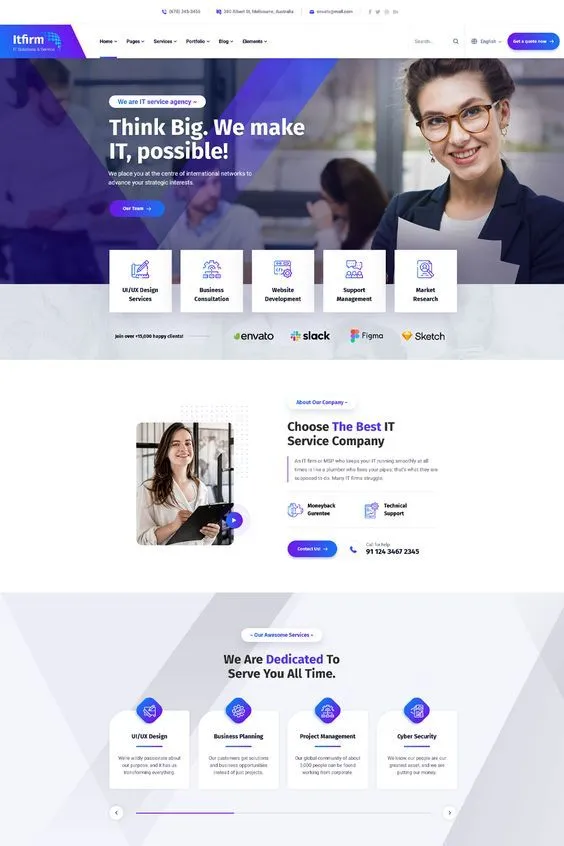 (478) 345-3455
380 Albert St, Melbourne, Australia
envato@mail.com
Itfirm
IT Solutions & Service
Home
Pages
Services
Portfolio
Blog
Elements
Search...
English
Get a quote now
We are IT service agency
Think Big. We make
IT, possible!
We place you at the centre of international networks to
advance your strategic interests.
Our Team
UI/UX Design
Services
Business
Consultation
Website
Development
Support
Management
Market
Research
Join over +15,000 happy clients!
envato
slack
Figma
Sketch
About Our Conpany
Choose The Best IT
Service Company
An IT firm or MSP who keeps your IT running smoothly at all
times is like a plumber who fixes your pipes; that's what they are
supposed to do. Many IT firms struggle.
Moneyback
Gurentee
Technical
Support
Contact Us!
Call for help
91 124 3467 2345
Our Awesome Services
We Are Dedicated To
Serve You All Time.
UI/UX Design
We're wildly passionate about
our purpose, and it has us
transforming everything.
Business Planning
Our customers get solutions
and business opportunities
instead of just projects.
Project Management
Our global community of about
1,000 people can be found
working from corporate
Cyber Security
We know our people are our
greatest asset, and we are
putting our money.